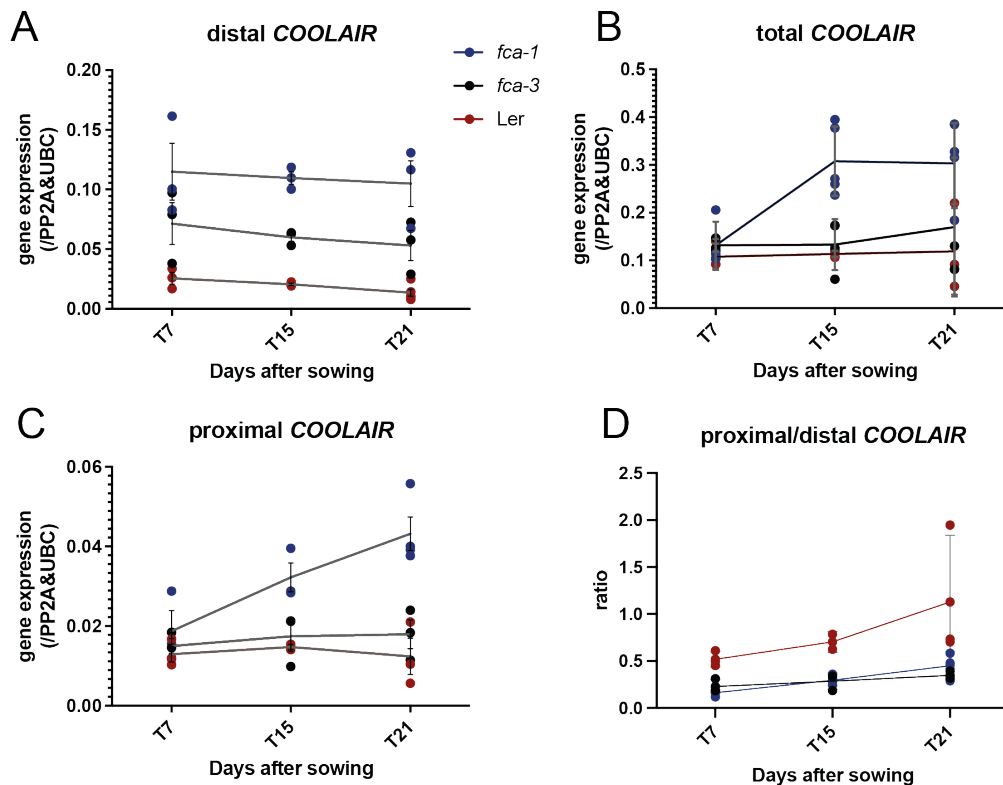 A
distal COOLAIR
gene expression
(/PP2A&UBC)
0.20
0.15
0.10
0.05
0.00
T7
T15
T21
Days after sowing
fca-1
fca-3
Ler
B
total COOLAIR
gene expression
(/PP2A&UBC)
0.5
0.4
0.3
0.2
0.1
0.0
T7
T15
T21
Days after sowing
C
proximal COOLAIR
gene expression
(/PP2A&UBC)
0.06
0.04
0.02
0.00
T7
T15
T21
Days after sowing
D
proximal/distal COOLAIR
ratio
2.5
2.0
1.5
1.0
0.5
0.0
T7
T15
T21
Days after sowing